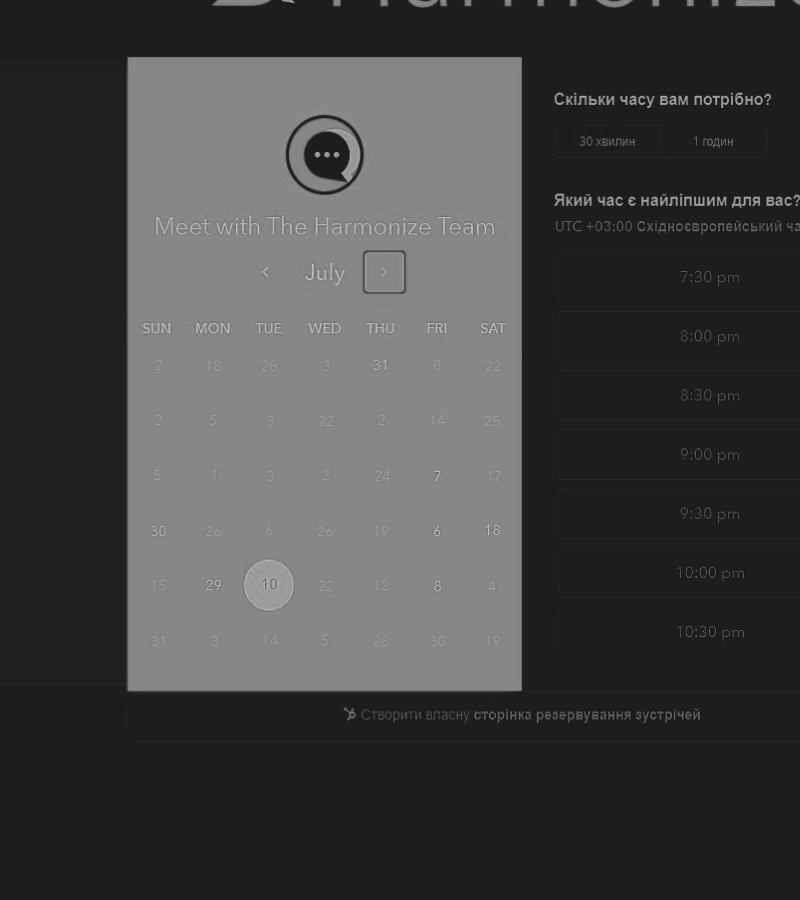 Meet with The Harmonize Team
July
SUN MON TUE WED THU FRI SAT
2 18 28 3 31 8 22
2 5 3 22 2 14 25
5 1 3 2 24 7 17
30 26 6 26 19 6 18
15 29 10 22 12 8 4
31 3 14 5 28 30 19
Скільки часу вам потрібно?
30 хвилин 1 годин
Який час є найліпшим для вас?
UTC +03:00 Східноєвропейський
7:30 pm
8:00 pm
8:30 pm
9:00 pm
9:30 pm
10:00 pm
10:30 pm
Створити власну сторінка резервування зустрічей